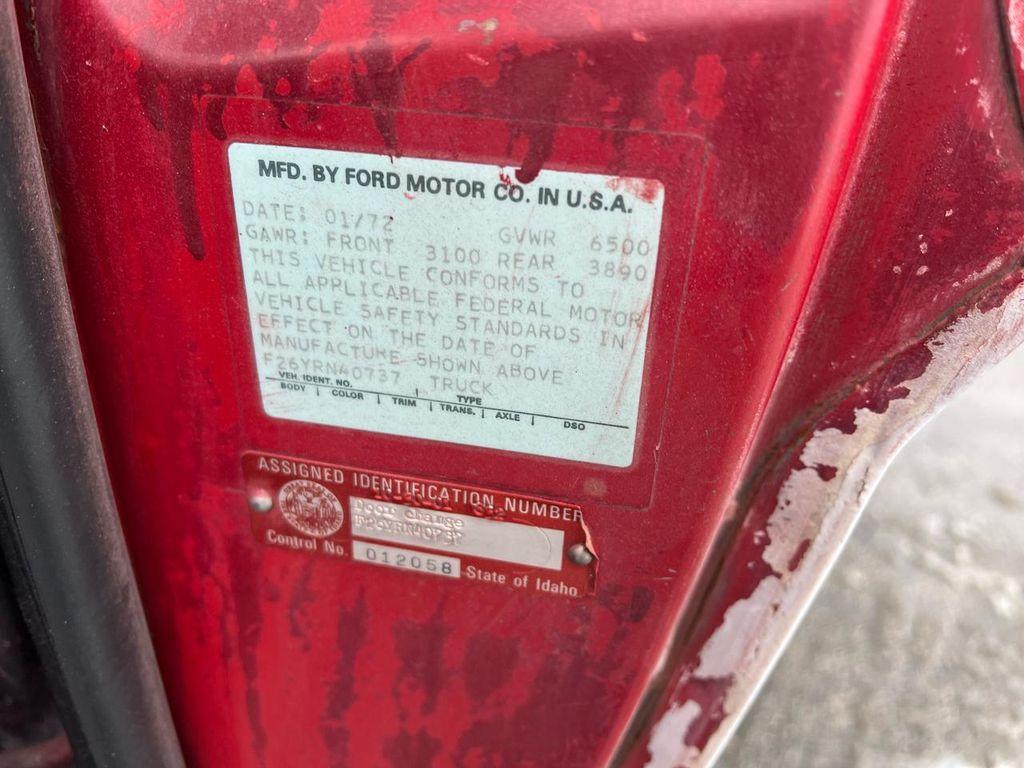 MFD. BY FORD MOTOR CO. IN U.S.A.
DATE: 01/72 GVWR 6500
GAWR: FRONT 3100 REAR 3890
THIS VEHICLE CONFORMS TO
ALL APPLICABLE FEDERAL MOTOR
VEHICLE SAFETY STANDARDS IN
EFFECT ON THE DATE OF
MANUFACTURE SHOWN ABOVE
F26YRN40737 TRUCK
VEH. IDENT. NO. TYPE
BODY COLOR TRIM TRANS. AXLE DSO
ASSIGNED IDENTIFICATION NUMBER
Door Change
F26YRN40737
Control No. 012058 State of Idaho